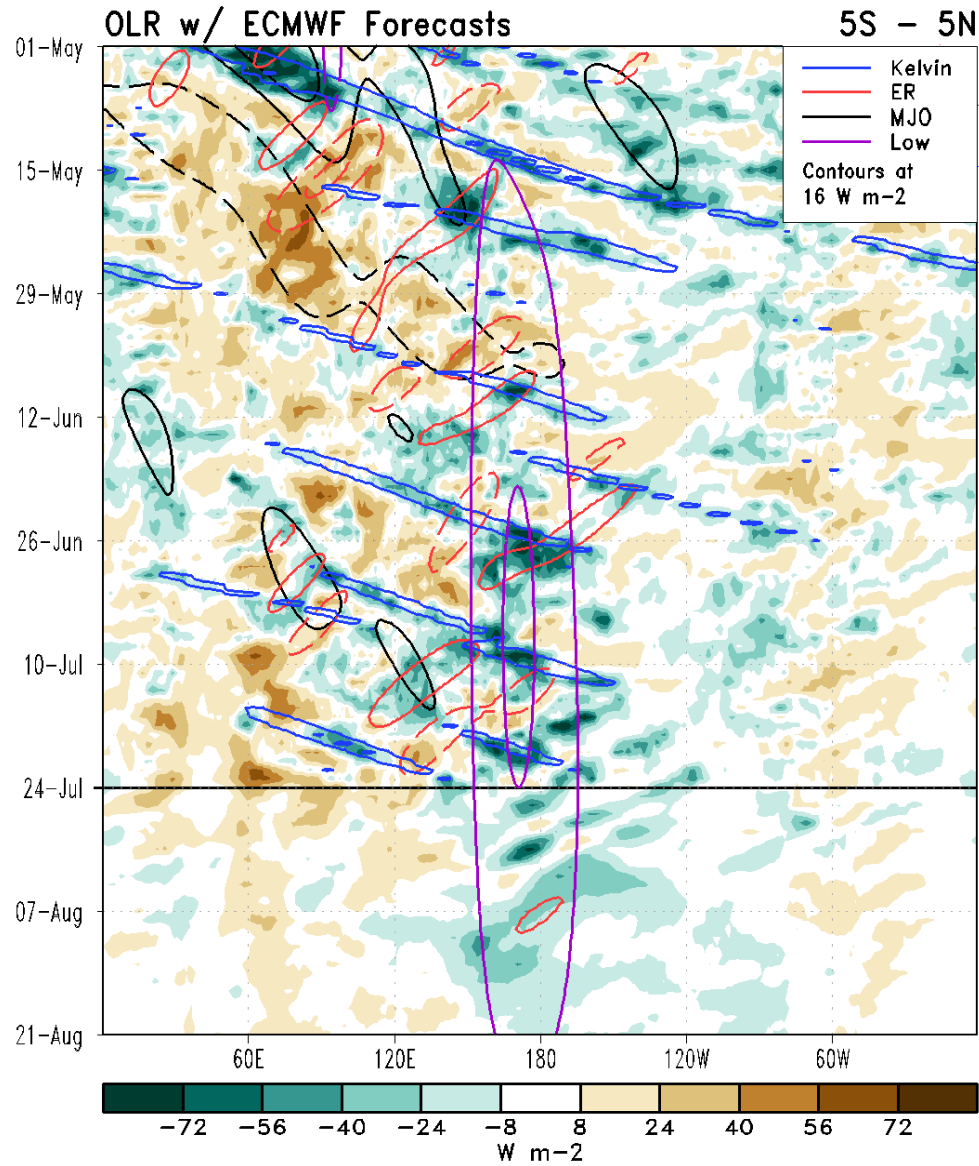 OLR w/ ECMWF Forecasts 5S - 5N
01-May
15-May
29-May
12-Jun
26-Jun
10-Jul
24-Jul
07-Aug
21-Aug
Kelvin
ER
MJO
Low
Contours at
16 W m-2
60E 120E 180 120W 60W
-72 -56 -40 -24 -8 8 24 40 56 72
W m-2